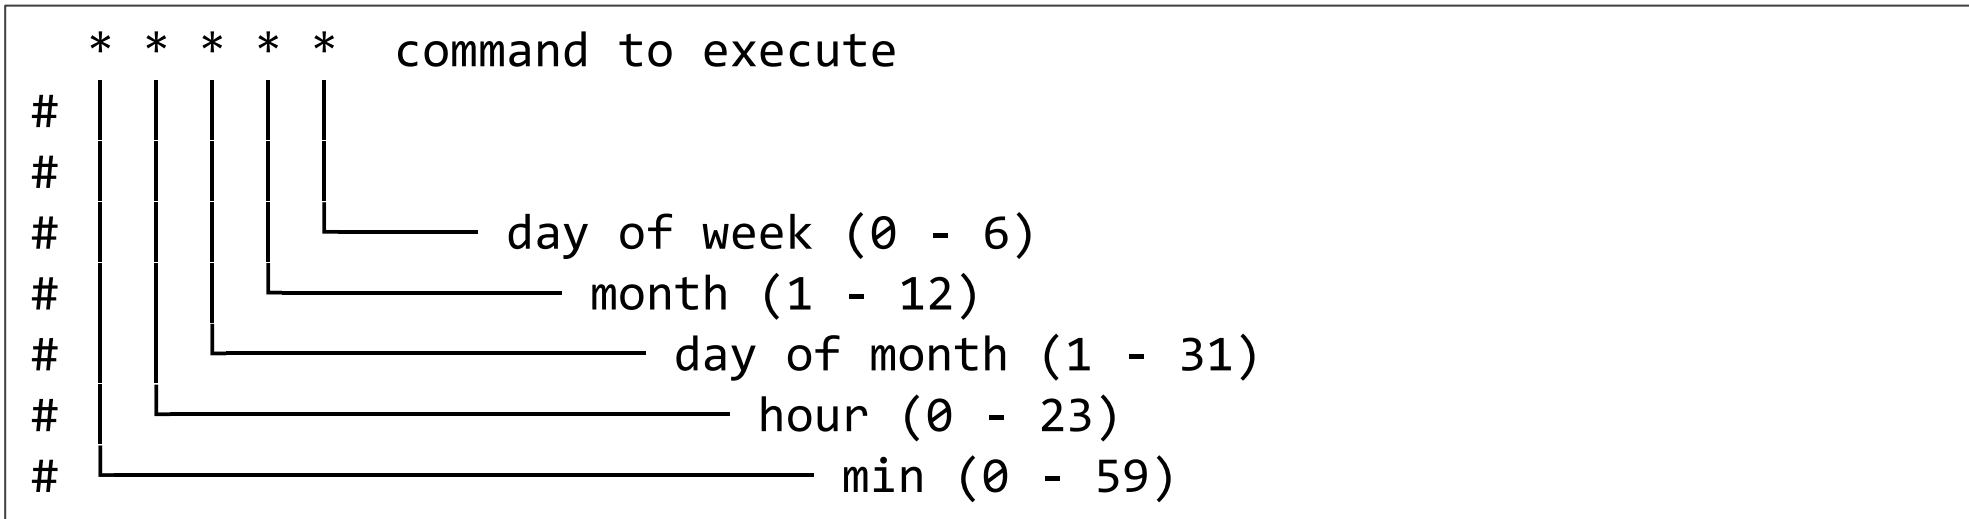 * * * * *  command to execute
# │ │ │ │ │
# │ │ │ │ │
# │ │ │ │ └───── day of week (0 - 6)
# │ │ │ └────────── month (1 - 12)
# │ │ └─────────────── day of month (1 - 31)
# │ └──────────────────── hour (0 - 23)
# └───────────────────────── min (0 - 59)